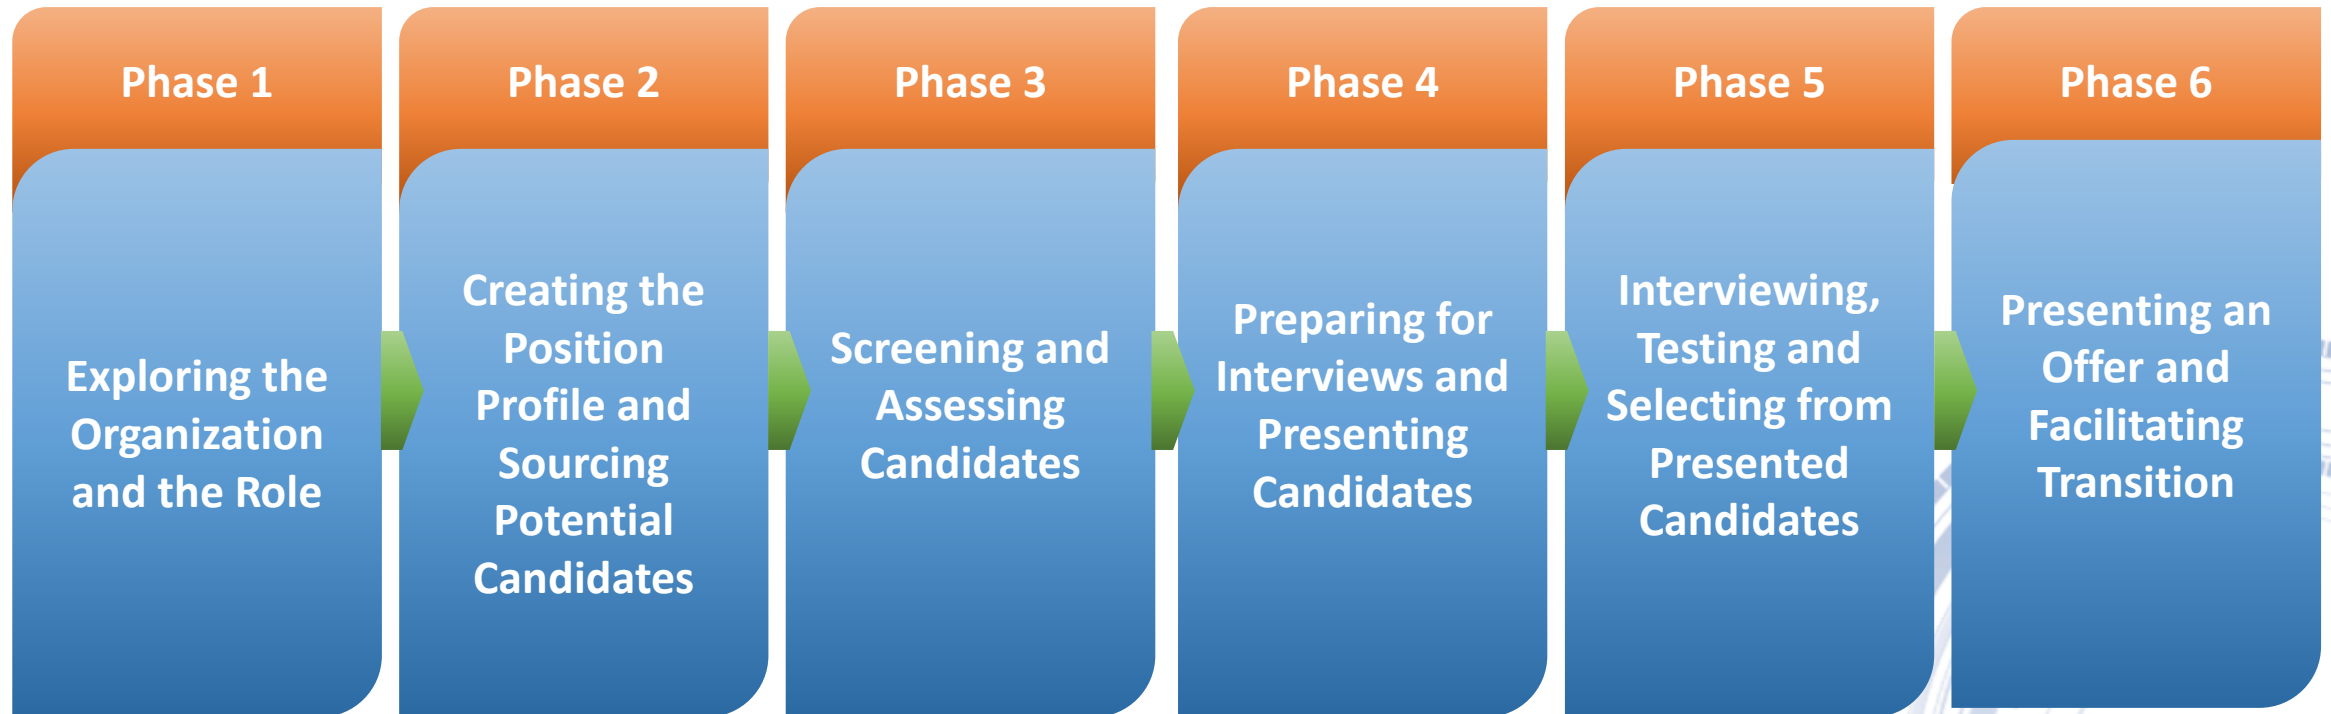 Phase 1
Exploring the
Organization
and the Role
Phase 2
Creating the
Position
Profile and
Sourcing
Potential
Candidates
Phase 3
Screening and
Assessing
Candidates
Phase 4
Preparing for
Interviews and
Presenting
Candidates
Phase 5
Interviewing,
Testing and
Selecting from
Presented
Candidates
Phase 6
Presenting an
Offer and
Facilitating
Transition